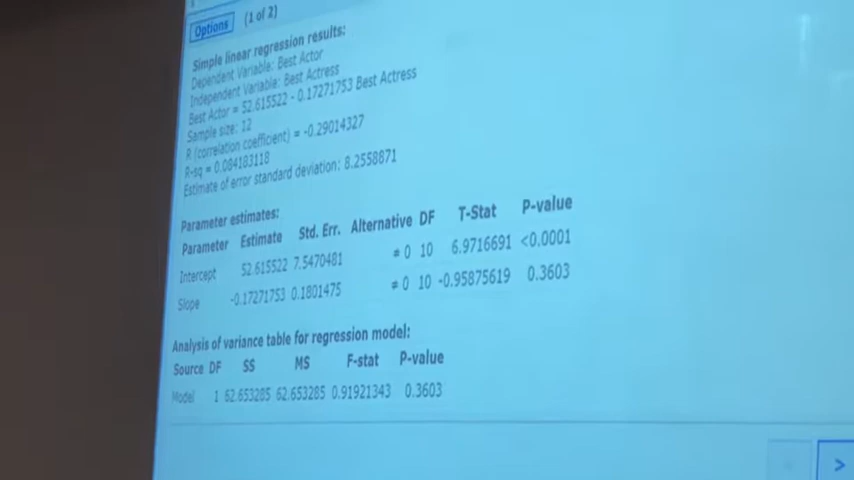 Options (1 of 2)
Simple linear regression results:
Dependent Variable: Best Actor
Independent Variable: Best Actress
Best Actor = 52.615522 - 0.17271753 Best Actress
Sample size: 12
R (correlation coefficient) = -0.29014327
R-sq = 0.084183118
Estimate of error standard deviation: 8.2558871
Parameter estimates:
Parameter Estimate Std. Err. Alternative DF T-Stat P-value
Intercept 52.615522 7.5470481 ≠ 0 10 6.9716691 <0.0001
Slope -0.17271753 0.1801475 ≠ 0 10 -0.95875619 0.3603
Analysis of variance table for regression model:
Source DF SS MS F-stat P-value
Model 1 62.653285 62.653285 0.91921343 0.3603
>